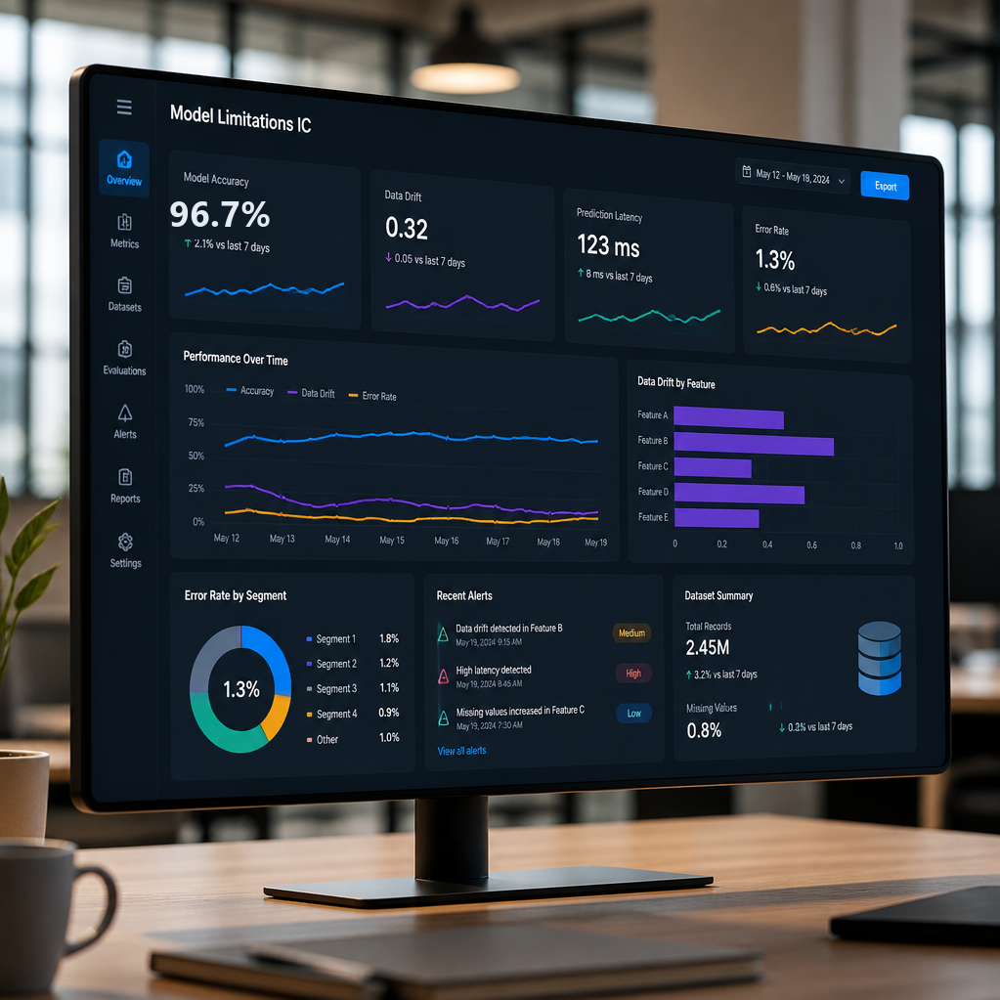 Model Limitations IC
May 12 - May 19, 2024
Export
Overview
Metrics
Datasets
Evaluations
Alerts
Reports
Settings
Model Accuracy
96.7%
↑ 2.1% vs last 7 days
Data Drift
0.32
↓ 0.05 vs last 7 days
Prediction Latency
123 ms
↑ 8 ms vs last 7 days
Error Rate
1.3%
↓ 0.6% vs last 7 days
Performance Over Time
Accuracy Data Drift Error Rate
100%
75%
50%
25%
0%
May 12 May 13 May 14 May 15 May 16 May 17 May 18 May 19
Data Drift by Feature
Feature A
Feature B
Feature C
Feature D
Feature E
0 0.2 0.4 0.6 0.8 1.0
Error Rate by Segment
1.3%
Segment 1 1.8%
Segment 2 1.2%
Segment 3 1.1%
Segment 4 0.9%
Other 1.0%
Recent Alerts
Data drift detected in Feature B
May 19, 2024 9:15 AM
Medium
High latency detected
May 19, 2024 8:45 AM
High
Missing values increased in Feature C
May 19, 2024 7:30 AM
Low
View all alerts
Dataset Summary
Total Records
2.45M
↑ 3.2% vs last 7 days
Missing Values
0.8%
↓ 0.2% vs last 7 days